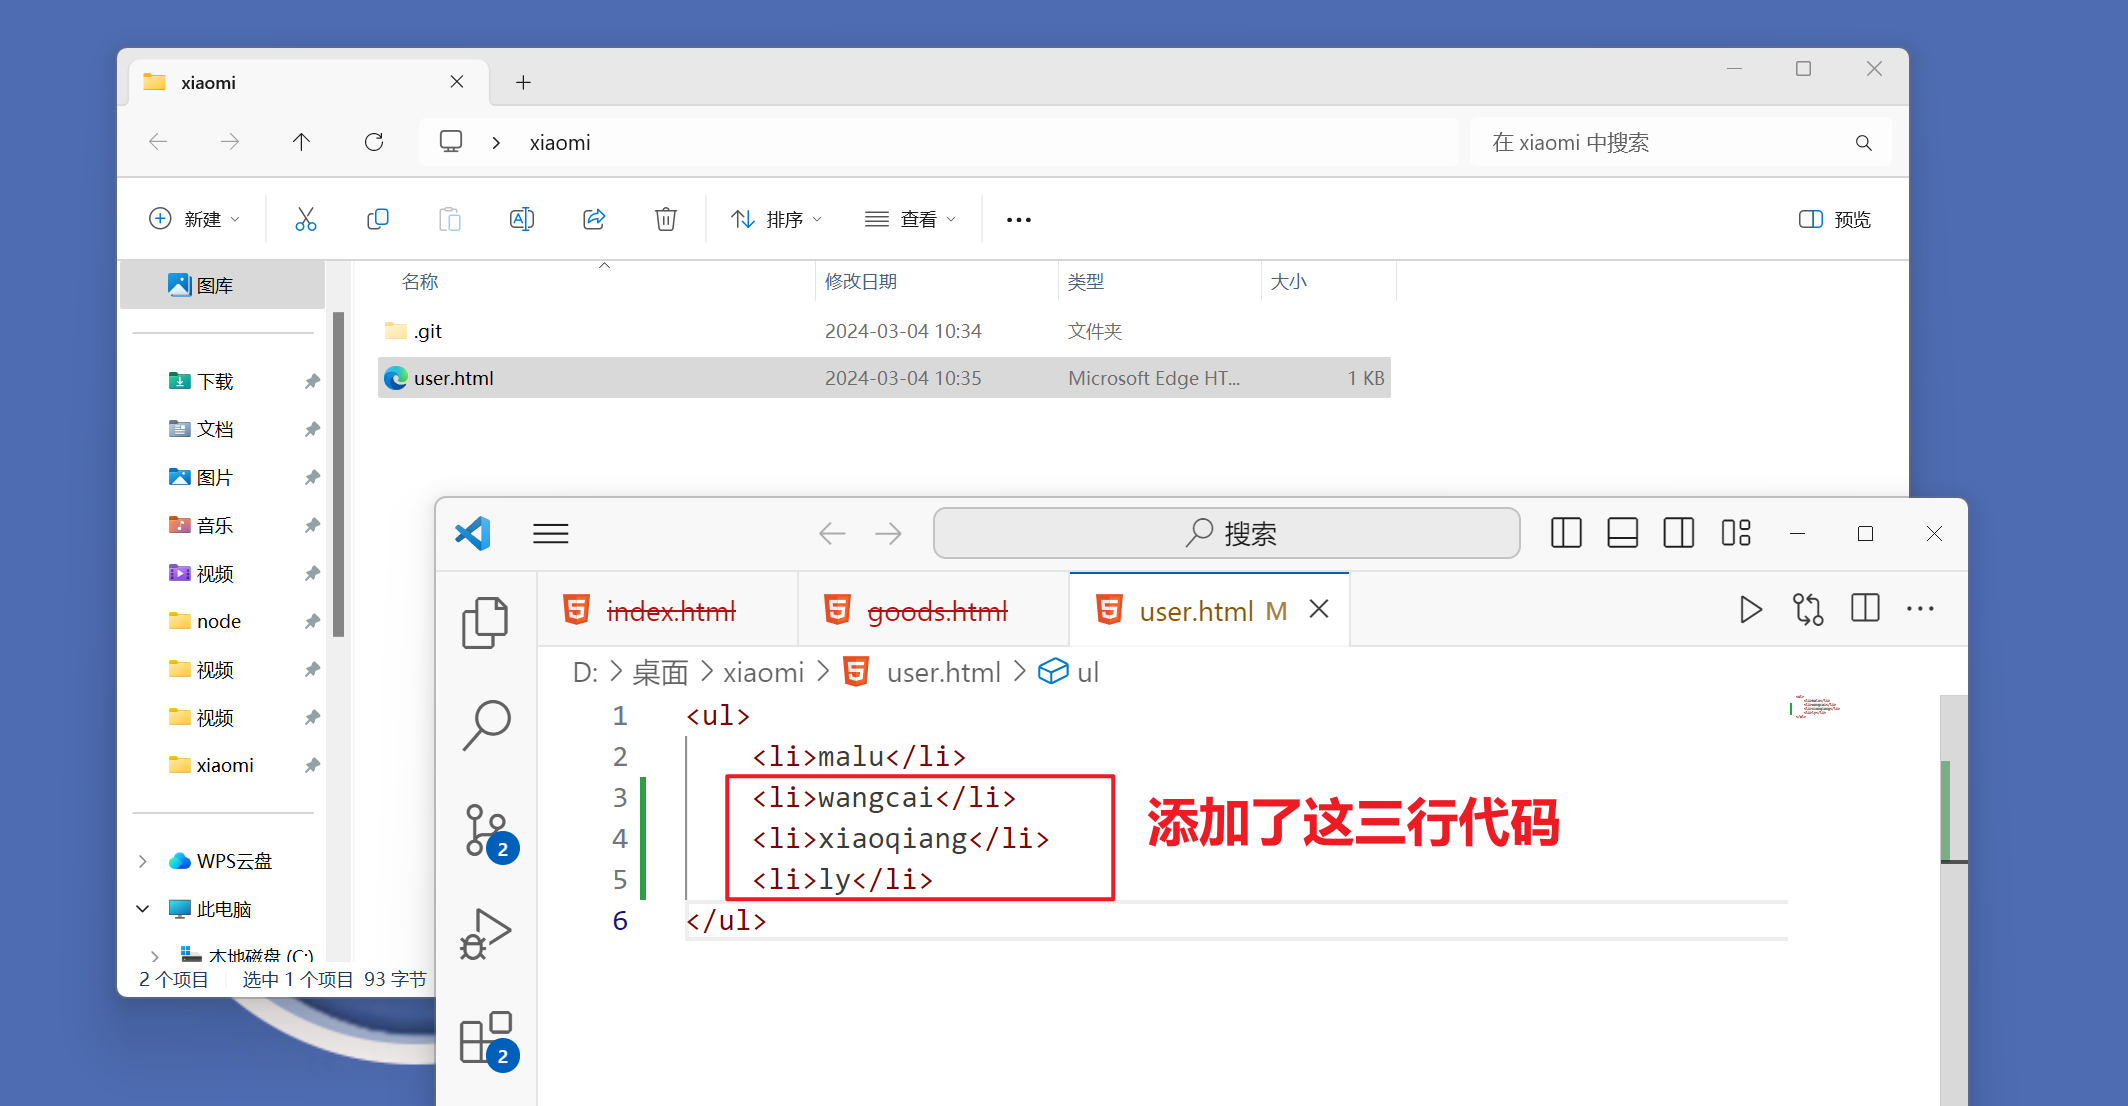 xiaomi
xiaomi
在 xiaomi 中搜索
新建
排序
查看
预览
图库
下载
文档
图片
音乐
视频
node
视频
视频
xiaomi
WPS云盘
此电脑
本地磁盘 (C:)
2 个项目
选中 1 个项目 93 字节
名称 修改日期 类型 大小
.git 2024-03-04 10:34 文件夹
user.html 2024-03-04 10:35 Microsoft Edge HT... 1 KB
搜索
index.html goods.html user.html M
D: > 桌面 > xiaomi > user.html > ul
1 <ul>
2 <li>malu</li>
3 <li>wangcai</li>
4 <li>xiaoqiang</li>
5 <li>ly</li>
6 </ul>
添加了这三行代码
2
2